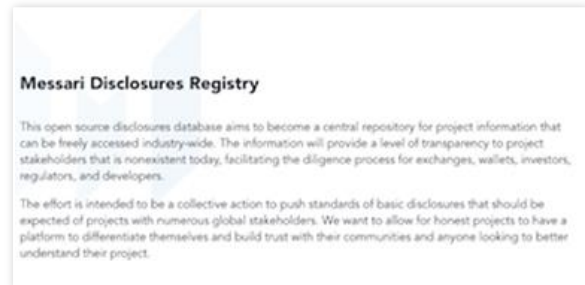 Messari Disclosures Registry
This open source disclosures database aims to become a central repository for project information that
can be freely accessed industry-wide. The information will provide a level of transparency to project
stakeholders that is nonexistent today, facilitating the diligence process for exchanges, wallets, investors,
regulators, and developers.
The effort is intended to be a collective action to push standards of basic disclosures that should be
expected of projects with numerous global stakeholders. We want to allow for honest projects to have a
platform to differentiate themselves and build trust with their communities and anyone looking to better
understand their project.